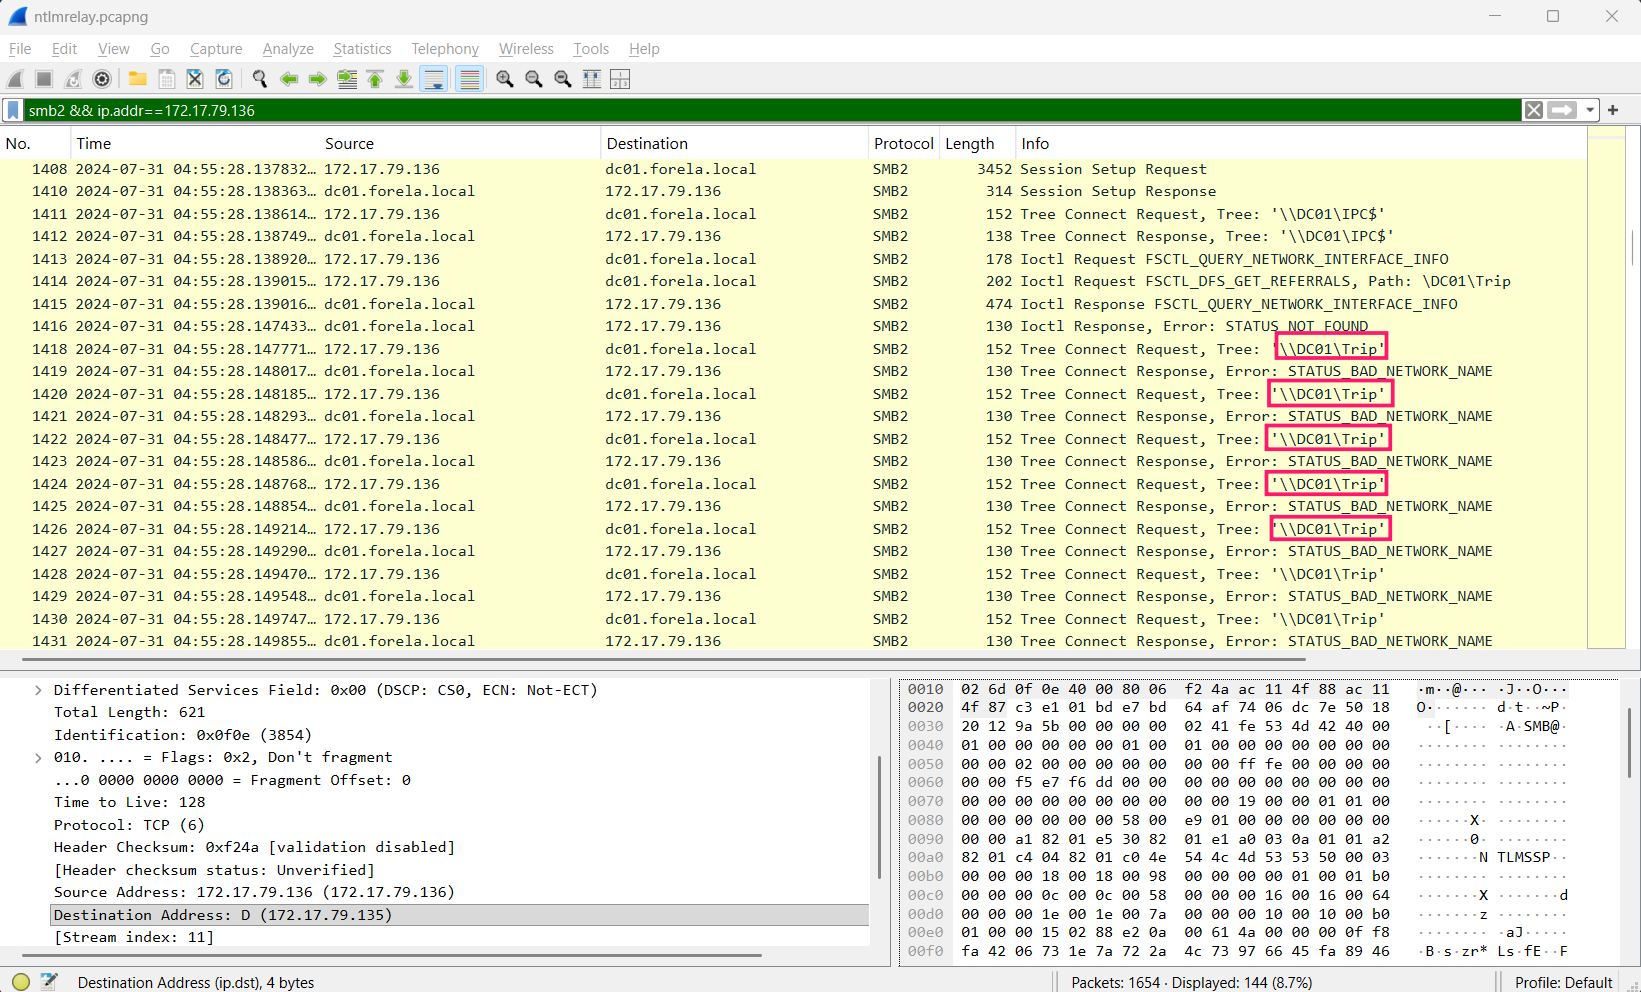 ntlmrelay.pcapng
File Edit View Go Capture Analyze Statistics Telephony Wireless Tools Help
smb2 && ip.addr==172.17.79.136
No. Time Source Destination Protocol Length Info
1408 2024-07-31 04:55:28.137832… 172.17.79.136 dc01.forela.local SMB2 3452 Session Setup Request
1410 2024-07-31 04:55:28.138363… dc01.forela.local 172.17.79.136 SMB2 314 Session Setup Response
1411 2024-07-31 04:55:28.138614… 172.17.79.136 dc01.forela.local SMB2 152 Tree Connect Request, Tree: '\\DC01\IPC$'
1412 2024-07-31 04:55:28.138749… dc01.forela.local 172.17.79.136 SMB2 138 Tree Connect Response, Tree: '\\DC01\IPC$'
1413 2024-07-31 04:55:28.138920… 172.17.79.136 dc01.forela.local SMB2 178 Ioctl Request FSCTL_QUERY_NETWORK_INTERFACE_INFO
1414 2024-07-31 04:55:28.139015… 172.17.79.136 dc01.forela.local SMB2 202 Ioctl Request FSCTL_DFS_GET_REFERRALS, Path: \DC01\Trip
1415 2024-07-31 04:55:28.139016… dc01.forela.local 172.17.79.136 SMB2 474 Ioctl Response FSCTL_QUERY_NETWORK_INTERFACE_INFO
1416 2024-07-31 04:55:28.147433… dc01.forela.local 172.17.79.136 SMB2 130 Ioctl Response, Error: STATUS_NOT_FOUND
1418 2024-07-31 04:55:28.147771… 172.17.79.136 dc01.forela.local SMB2 152 Tree Connect Request, Tree: '\\DC01\Trip'
1419 2024-07-31 04:55:28.148017… dc01.forela.local 172.17.79.136 SMB2 130 Tree Connect Response, Error: STATUS_BAD_NETWORK_NAME
1420 2024-07-31 04:55:28.148185… 172.17.79.136 dc01.forela.local SMB2 152 Tree Connect Request, Tree: '\\DC01\Trip'
1421 2024-07-31 04:55:28.148293… dc01.forela.local 172.17.79.136 SMB2 130 Tree Connect Response, Error: STATUS_BAD_NETWORK_NAME
1422 2024-07-31 04:55:28.148477… 172.17.79.136 dc01.forela.local SMB2 152 Tree Connect Request, Tree: '\\DC01\Trip'
1423 2024-07-31 04:55:28.148586… dc01.forela.local 172.17.79.136 SMB2 130 Tree Connect Response, Error: STATUS_BAD_NETWORK_NAME
1424 2024-07-31 04:55:28.148768… 172.17.79.136 dc01.forela.local SMB2 152 Tree Connect Request, Tree: '\\DC01\Trip'
1425 2024-07-31 04:55:28.148854… dc01.forela.local 172.17.79.136 SMB2 130 Tree Connect Response, Error: STATUS_BAD_NETWORK_NAME
1426 2024-07-31 04:55:28.149214… 172.17.79.136 dc01.forela.local SMB2 152 Tree Connect Request, Tree: '\\DC01\Trip'
1427 2024-07-31 04:55:28.149290… dc01.forela.local 172.17.79.136 SMB2 130 Tree Connect Response, Error: STATUS_BAD_NETWORK_NAME
1428 2024-07-31 04:55:28.149470… 172.17.79.136 dc01.forela.local SMB2 152 Tree Connect Request, Tree: '\\DC01\Trip'
1429 2024-07-31 04:55:28.149548… dc01.forela.local 172.17.79.136 SMB2 130 Tree Connect Response, Error: STATUS_BAD_NETWORK_NAME
1430 2024-07-31 04:55:28.149747… 172.17.79.136 dc01.forela.local SMB2 152 Tree Connect Request, Tree: '\\DC01\Trip'
1431 2024-07-31 04:55:28.149855… dc01.forela.local 172.17.79.136 SMB2 130 Tree Connect Response, Error: STATUS_BAD_NETWORK_NAME
Differentiated Services Field: 0x00 (DSCP: CS0, ECN: Not-ECT)
Total Length: 621
Identification: 0x0f0e (3854)
010. .... = Flags: 0x2, Don't fragment
...0 0000 0000 0000 = Fragment Offset: 0
Time to Live: 128
Protocol: TCP (6)
Header Checksum: 0xf24a [validation disabled]
[Header checksum status: Unverified]
Source Address: 172.17.79.136 (172.17.79.136)
Destination Address: D (172.17.79.135)
[Stream index: 11]
0010 02 6d 0f 0e 40 00 80 06 f2 4a ac 11 4f 88 ac 11 ·m··@··· ·J··O···
0020 4f 87 c3 e1 01 bd e7 bd 64 af 74 06 dc 7e 50 18 O······· d·t··~P·
0030 20 12 9a 5b 00 00 00 00 02 41 fe 53 4d 42 40 00 ··[···· ·A·SMB@·
0040 01 00 00 00 00 00 01 00 01 00 00 00 00 00 00 00 ········ ········
0050 00 00 02 00 00 00 00 00 00 00 ff fe 00 00 00 00 ········ ········
0060 00 00 f5 e7 f6 dd 00 00 00 00 00 00 00 00 00 00 ········ ········
0070 00 00 00 00 00 00 00 00 00 00 19 00 00 01 01 00 ········ ········
0080 00 00 00 00 00 00 58 00 e9 01 00 00 00 00 00 00 ······X· ········
0090 00 00 a1 82 01 e5 30 82 01 e1 a0 03 0a 01 01 a2 ······0· ········
00a0 82 01 c4 04 82 01 c0 4e 54 4c 4d 53 53 50 00 03 ·······N TLMSSP··
00b0 00 00 00 18 00 18 00 98 00 00 00 00 01 00 01 b0 ········ ········
00c0 00 00 00 0c 00 0c 00 58 00 00 00 16 00 16 00 64 ·······X ·······d
00d0 00 00 00 1e 00 1e 00 7a 00 00 00 10 00 10 00 b0 ·······z ········
00e0 01 00 00 15 02 88 e2 0a 00 61 4a 00 00 00 0f f8 ········ ·aJ·····
00f0 fa 42 06 73 1e 7a 72 2a 4c 73 97 66 45 fa 89 46 ·B·s·zr* Ls·fE··F
Destination Address (ip.dst), 4 bytes
Packets: 1654 · Displayed: 144 (8.7%)
Profile: Default